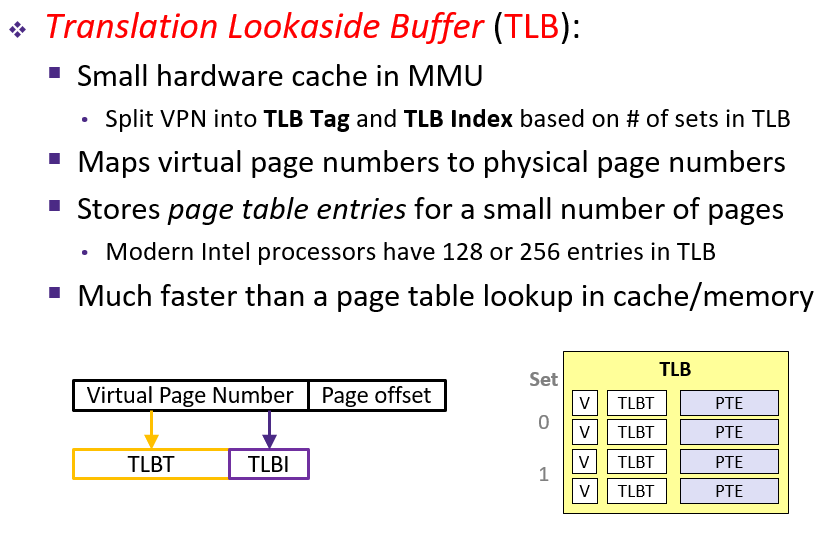 Translation Lookaside Buffer (TLB):
Small hardware cache in MMU
Split VPN into TLB Tag and TLB Index based on # of sets in TLB
Maps virtual page numbers to physical page numbers
Stores page table entries for a small number of pages
Modern Intel processors have 128 or 256 entries in TLB
Much faster than a page table lookup in cache/memory
Virtual Page Number Page offset
TLBT TLBI
Set
TLB
0
V TLBT PTE
V TLBT PTE
1
V TLBT PTE
V TLBT PTE